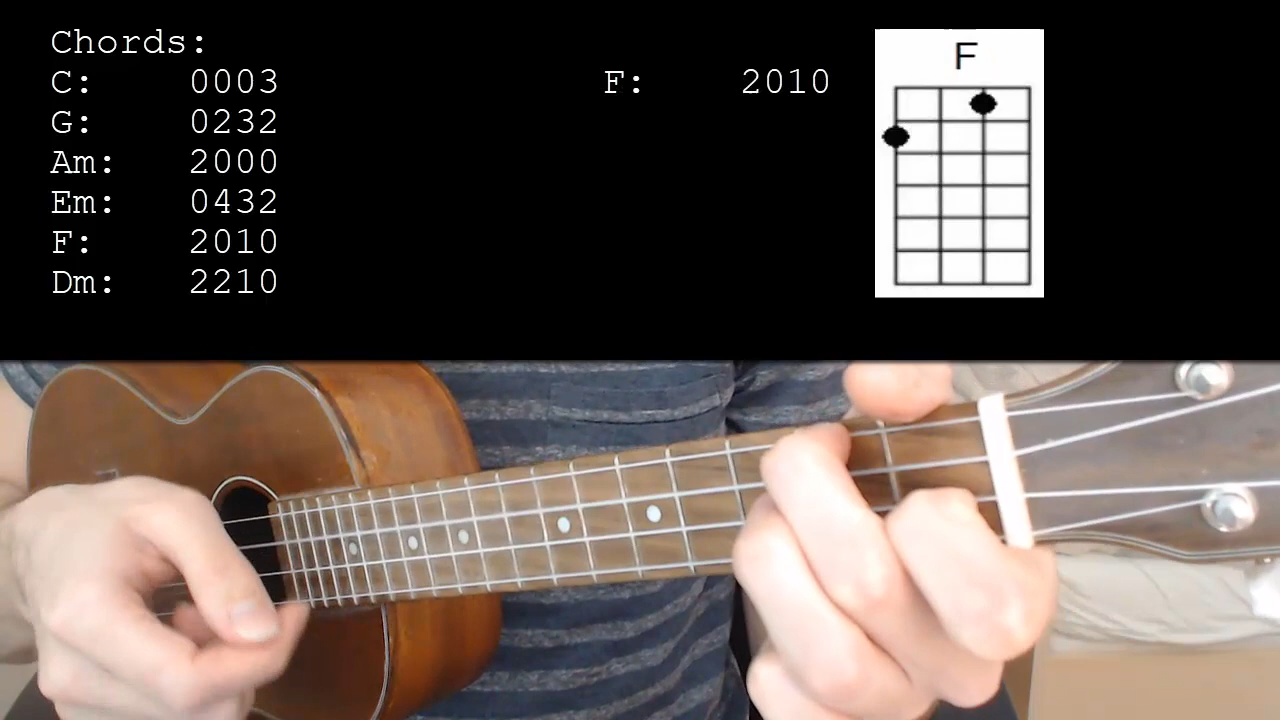 Chords:
C: 0003
G: 0232
Am: 2000
Em: 0432
F: 2010
Dm: 2210
F: 2010
F